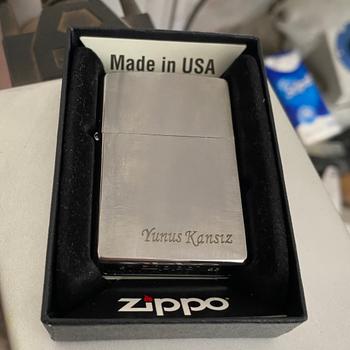 Made in USA
Yunus Kansız
zippo